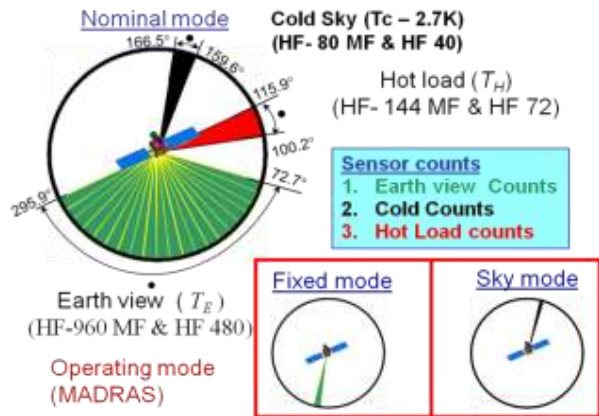 Nominal mode
Cold Sky (Tc – 2.7K)
(HF- 80 MF & HF 40)
166.5°
159.6°
115.9°
Hot load (T_H)
(HF- 144 MF & HF 72)
100.2°
72.7°
295.9°
Sensor counts
1. Earth view Counts
2. Cold Counts
3. Hot Load counts
Earth view ( T_E )
(HF-960 MF & HF 480)
Operating mode
(MADRAS)
Fixed mode
Sky mode